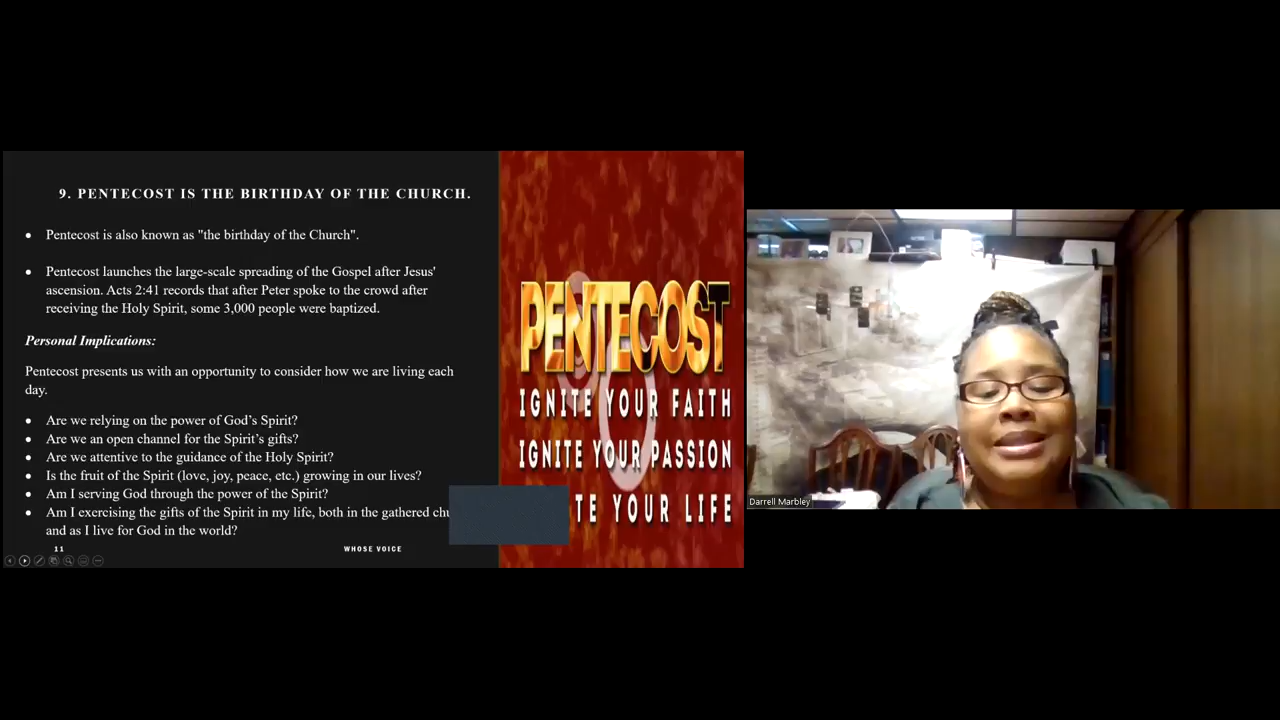 9. PENTECOST IS THE BIRTHDAY OF THE CHURCH.
• Pentecost is also known as "the birthday of the Church".
• Pentecost launches the large-scale spreading of the Gospel after Jesus'
ascension. Acts 2:41 records that after Peter spoke to the crowd after
receiving the Holy Spirit, some 3,000 people were baptized.
Personal Implications:
Pentecost presents us with an opportunity to consider how we are living each
day.
• Are we relying on the power of God’s Spirit?
• Are we an open channel for the Spirit’s gifts?
• Are we attentive to the guidance of the Holy Spirit?
• Is the fruit of the Spirit (love, joy, peace, etc.) growing in our lives?
• Am I serving God through the power of the Spirit?
• Am I exercising the gifts of the Spirit in my life, both in the gathered
and as I live for God in the world?
11
WHOSE VOICE
PENTECOST
IGNITE YOUR FAITH
IGNITE YOUR PASSION
YOUR LIFE
Darrell Marbley